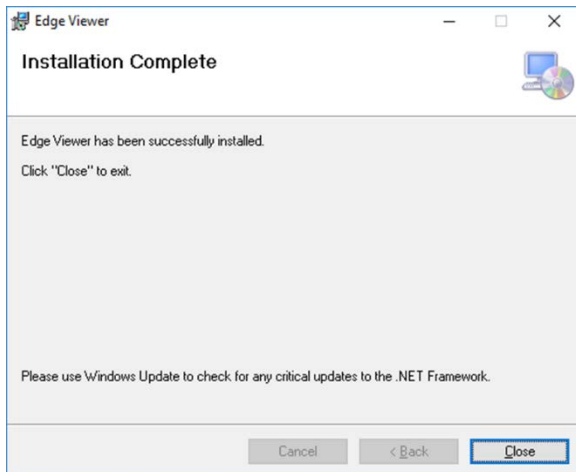 Edge Viewer
Installation Complete
Edge Viewer has been successfully installed.
Click "Close" to exit.
Please use Windows Update to check for any critical updates to the .NET Framework.
Cancel
< Back
Close